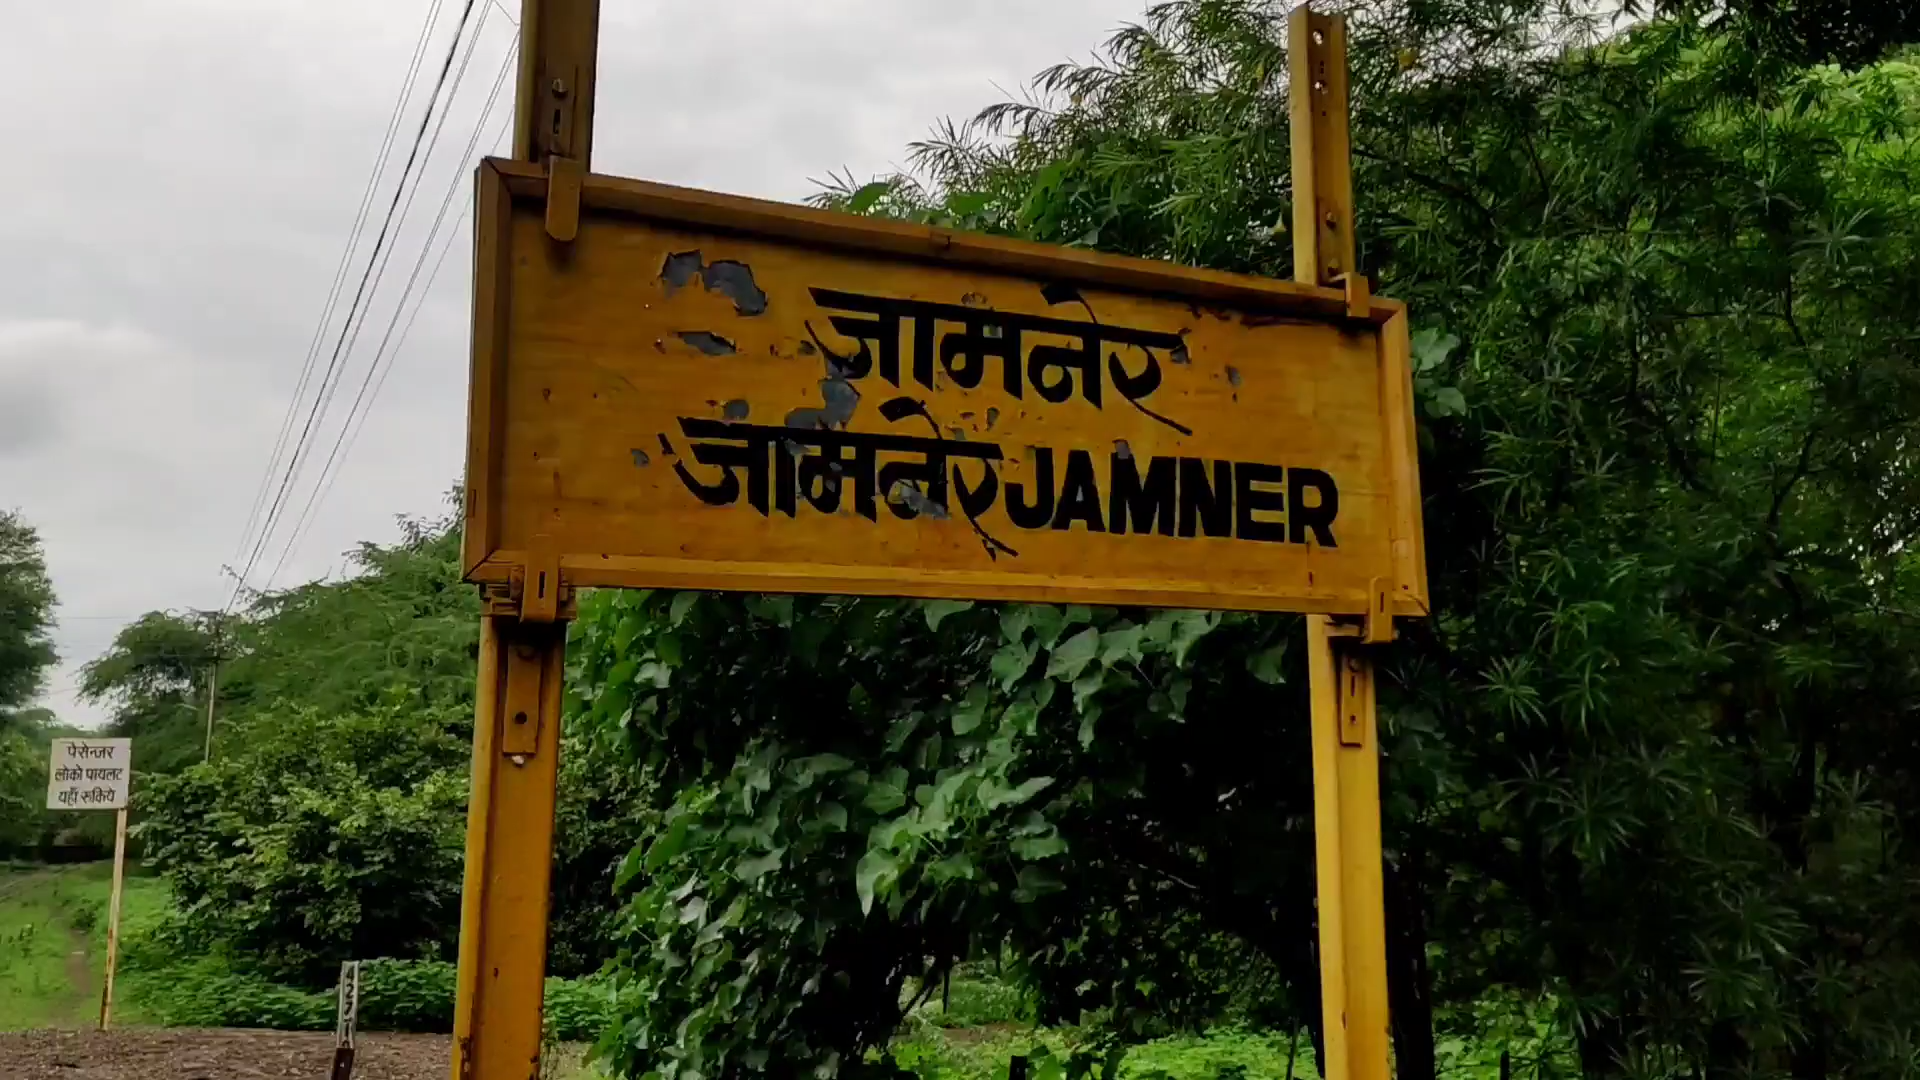 जामनेर
जामनेर JAMNER
पेसेन्जर
लोको पायलट
यहाँ रुकिये